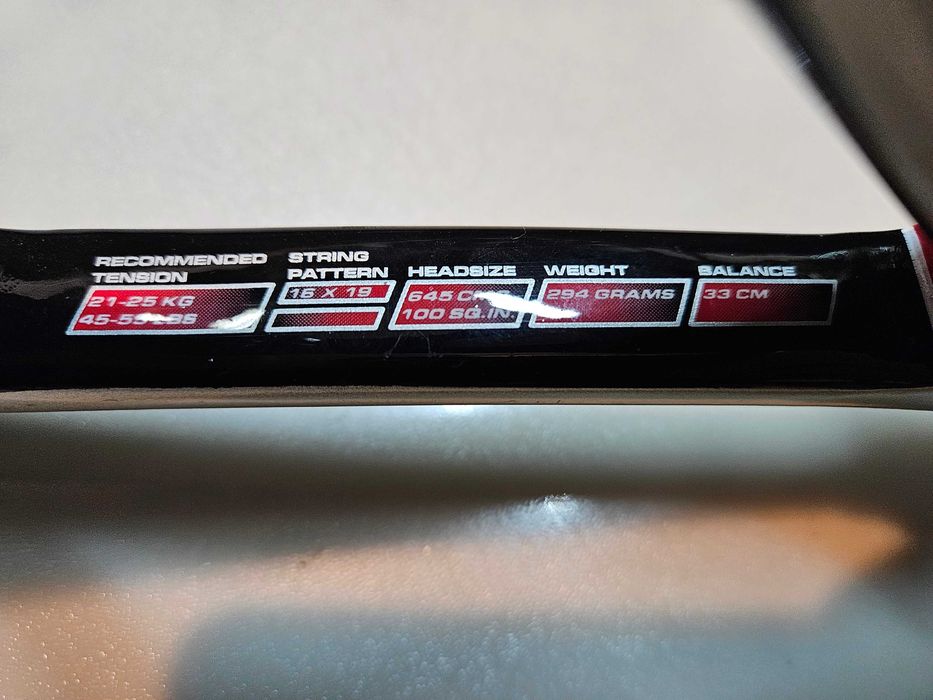 RECOMMENDED
TENSION
21-25 KG
45-55 LBS
STRING
PATTERN
16 X 19
HEADSIZE
645
100 SQ.IN.
WEIGHT
294 GRAMS
BALANCE
33 CM